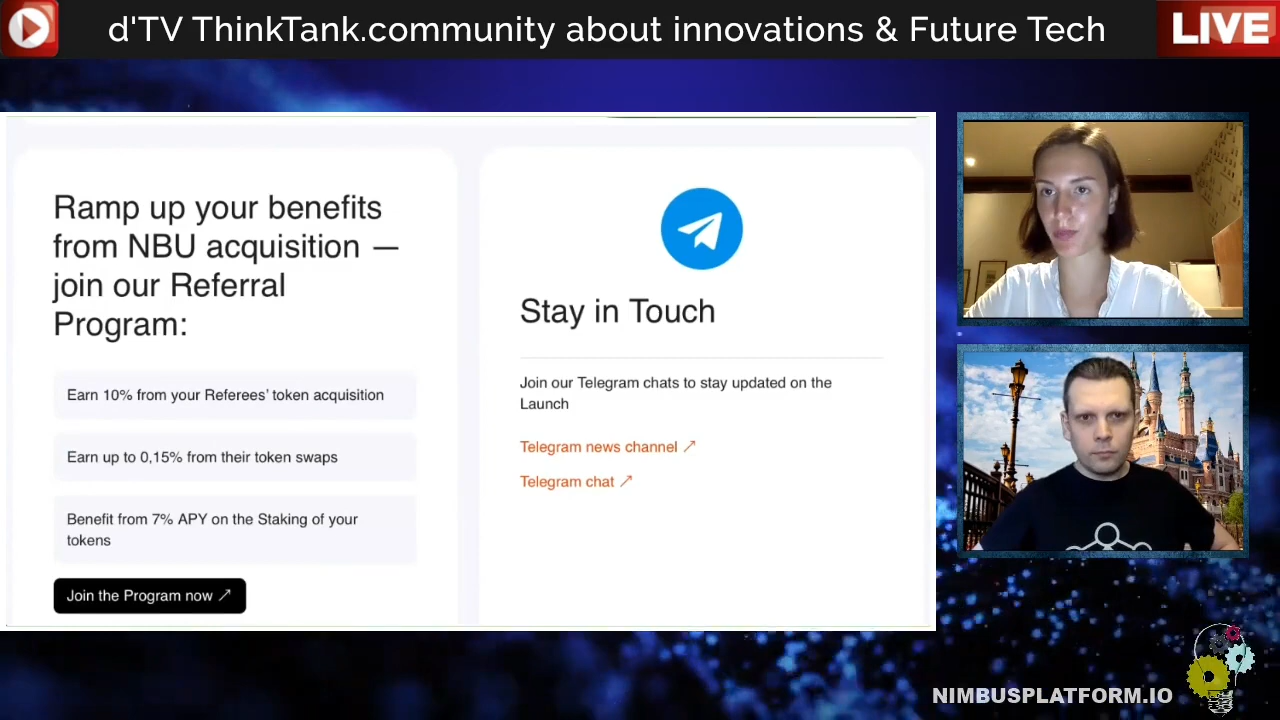 d'TV ThinkTank.community about innovations & Future Tech
LIVE
Ramp up your benefits
from NBU acquisition —
join our Referral
Program:
Earn 10% from your Referees' token acquisition
Earn up to 0,15% from their token swaps
Benefit from 7% APY on the Staking of your
tokens
Join the Program now ↗
Stay in Touch
Join our Telegram chats to stay updated on the
Launch
Telegram news channel ↗
Telegram chat ↗
NIMBUSPLATFORM.IO